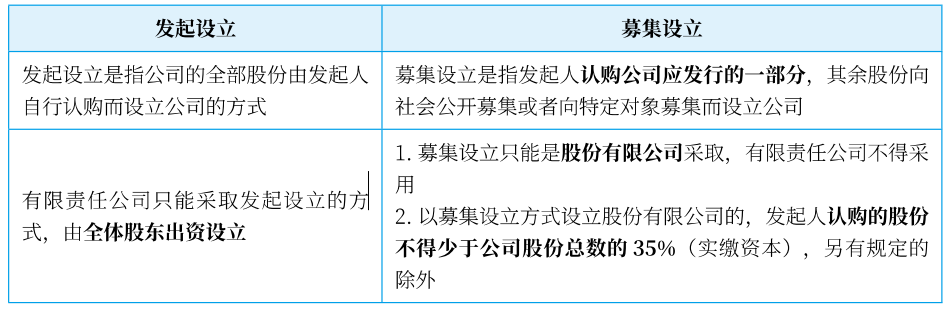 发起设立
募集设立
发起设立是指公司的全部股份由发起人
自行认购而设立公司的方式
募集设立是指发起人认购公司应发行的一部分，其余股份向
社会公开募集或者向特定对象募集而设立公司
有限责任公司只能采取发起设立的方
式，由全体股东出资设立
1. 募集设立只能是股份有限公司采取，有限责任公司不得采
用
2. 以募集设立方式设立股份有限公司的，发起人认购的股份
不得少于公司股份总数的 35%（实缴资本），另有规定的
除外